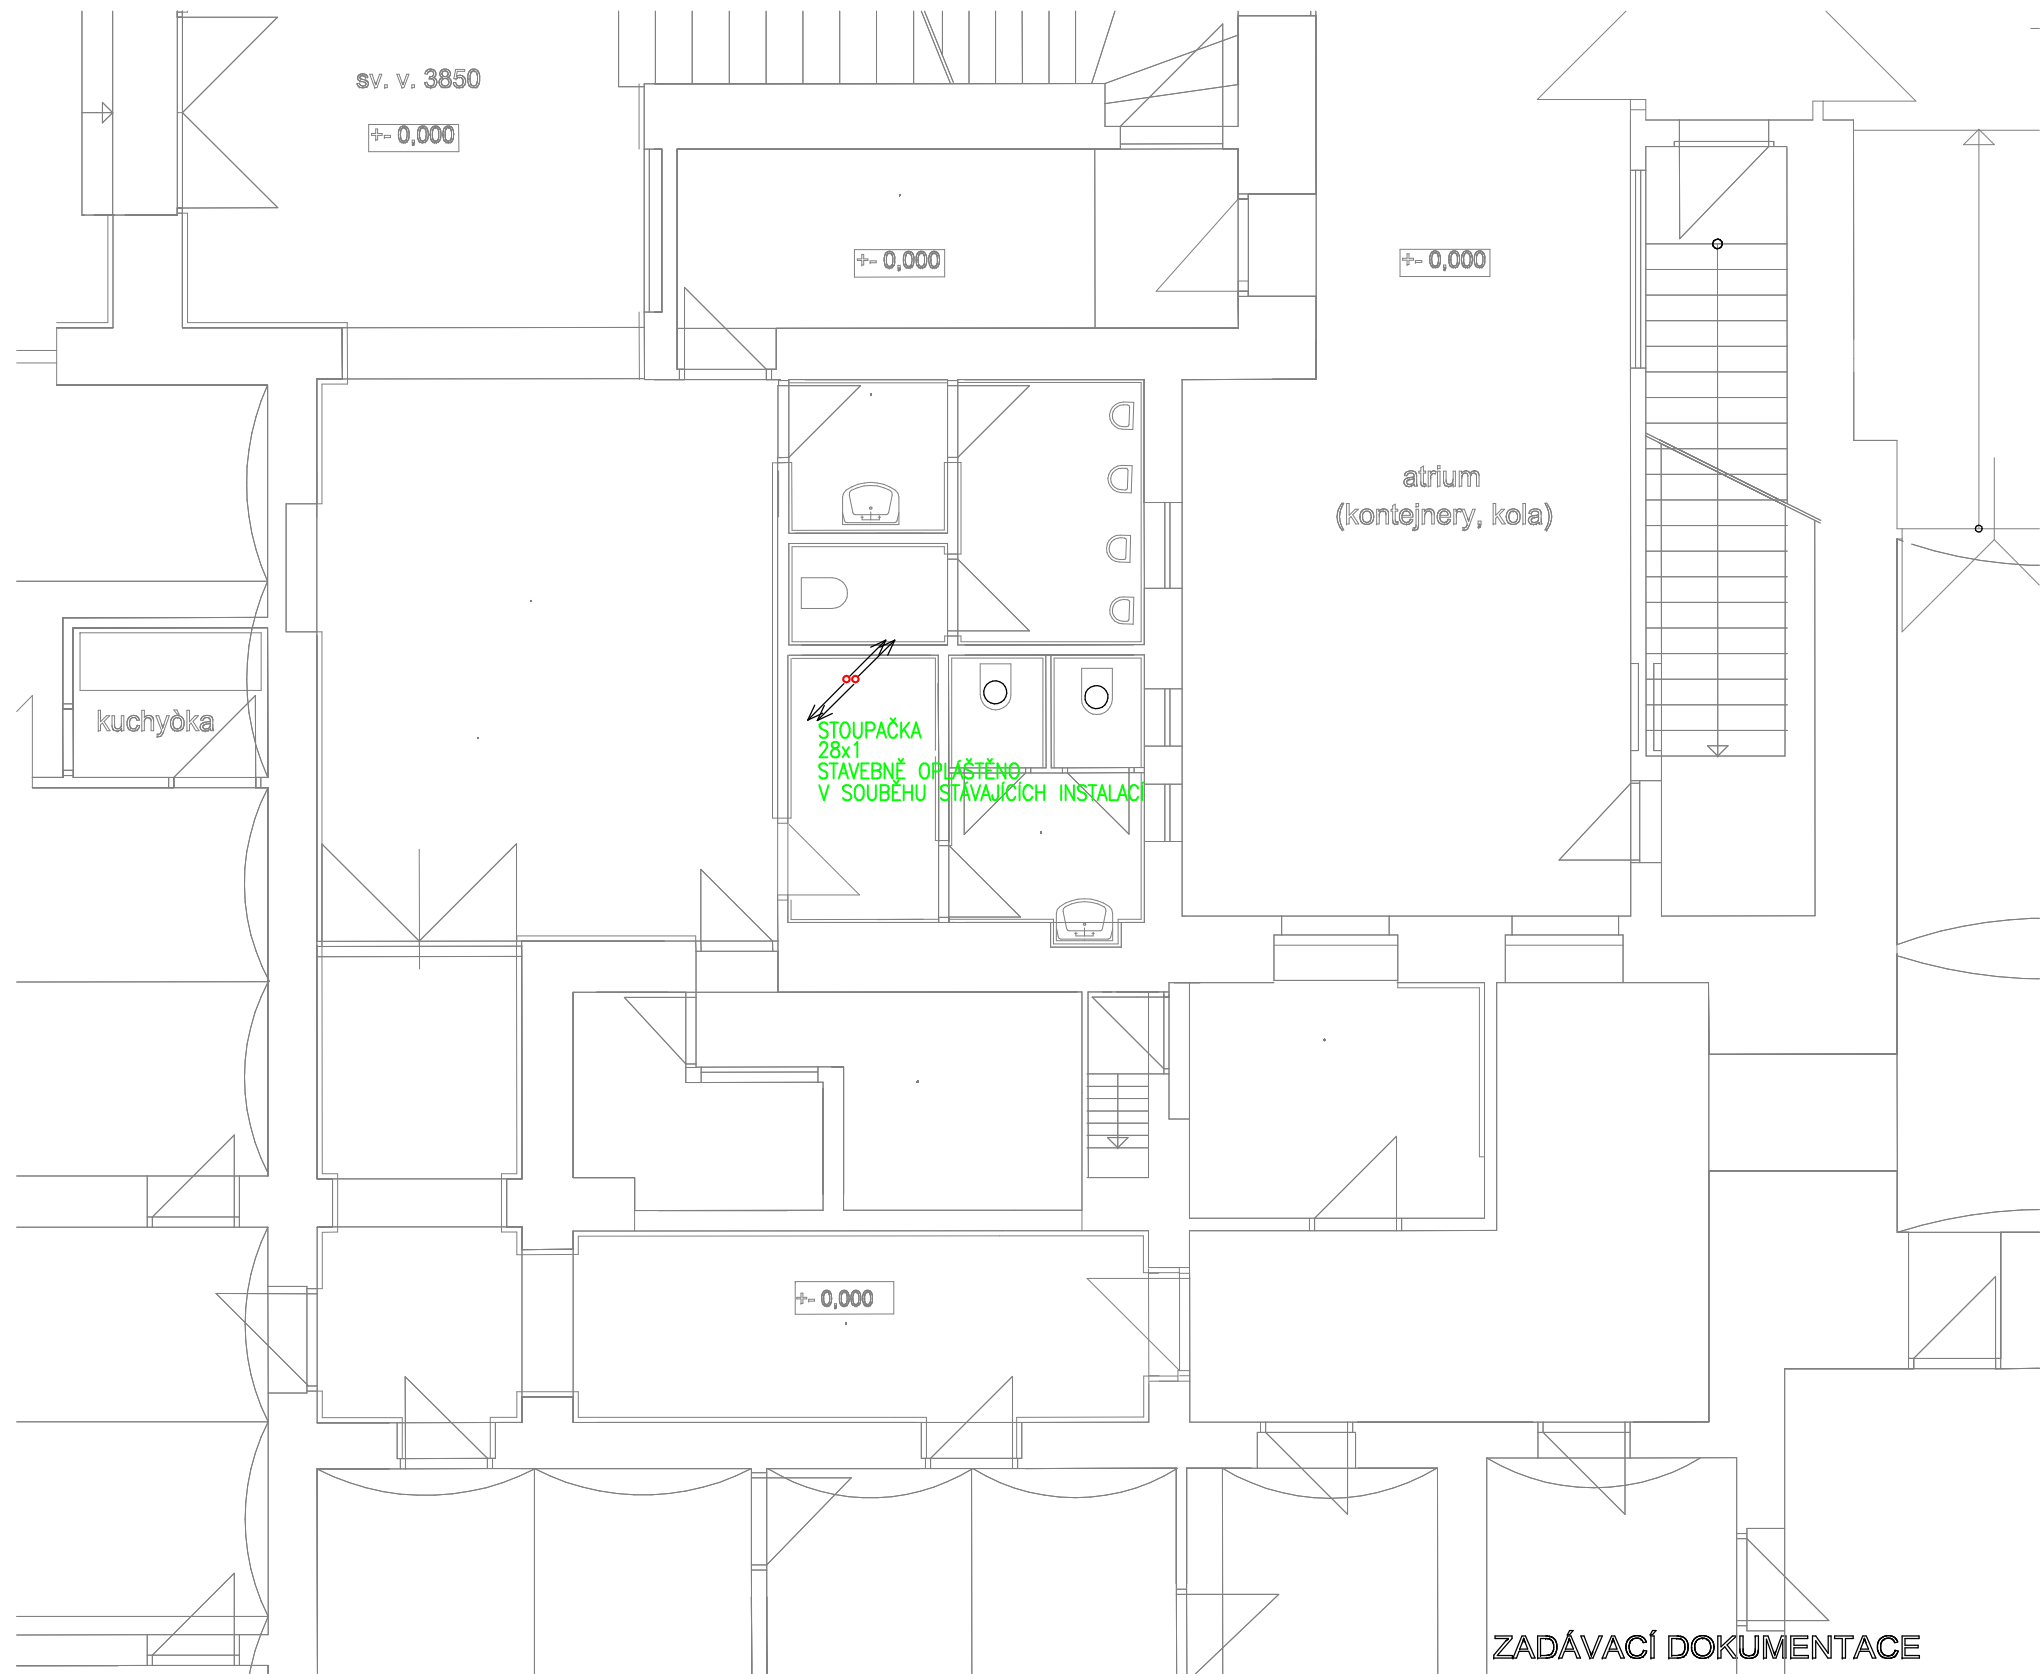 sv. v. 3850
+- 0,000
+- 0,000
+- 0,000
atrium
(kontejnery, kola)
kuchyòka
STOUPAČKA
28x1
STAVEBNĚ OPLÁŠTĚNO
V SOUBĚHU STÁVAJÍCÍCH INSTALACÍ
+- 0,000
ZADÁVACÍ DOKUMENTACE